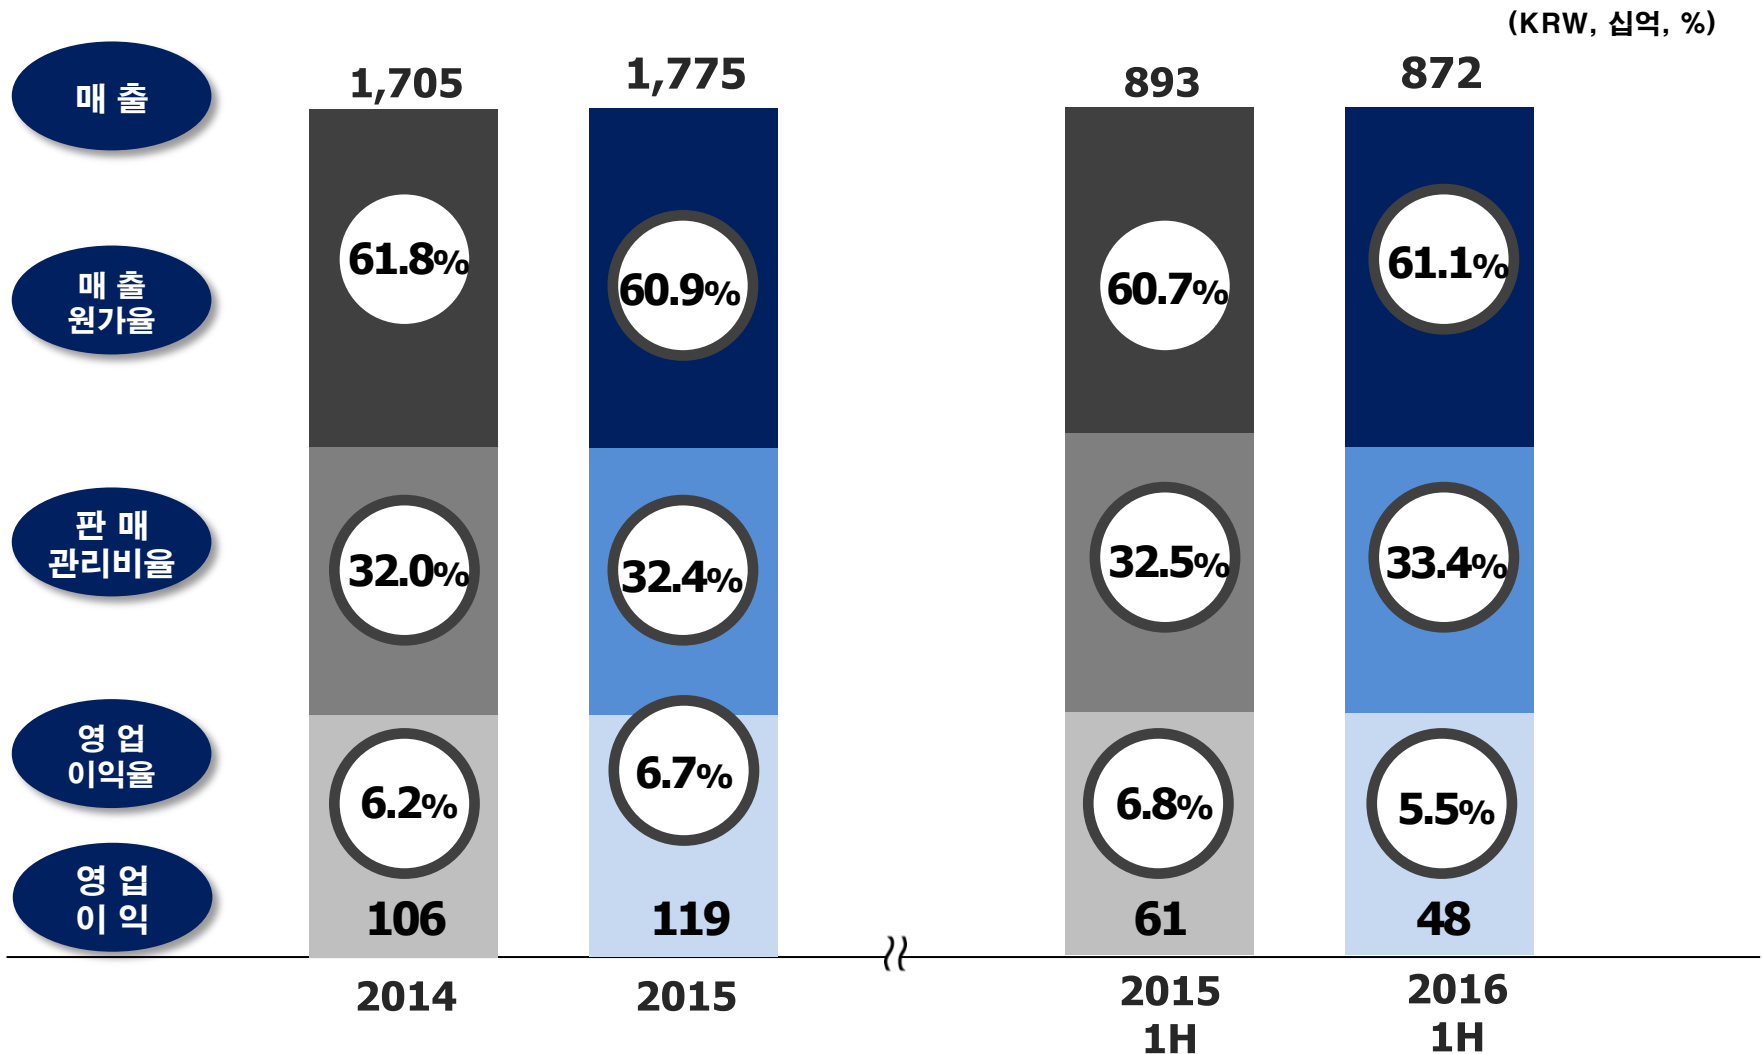 (KRW, 십억, %)
매 출
1,705
1,775
893
872
매 출
원가율
61.8%
60.9%
60.7%
61.1%
판 매
관리비율
32.0%
32.4%
32.5%
33.4%
영 업
이익율
6.2%
6.7%
6.8%
5.5%
영 업
이 익
106
119
61
48
2014
2015
2015
1H
2016
1H